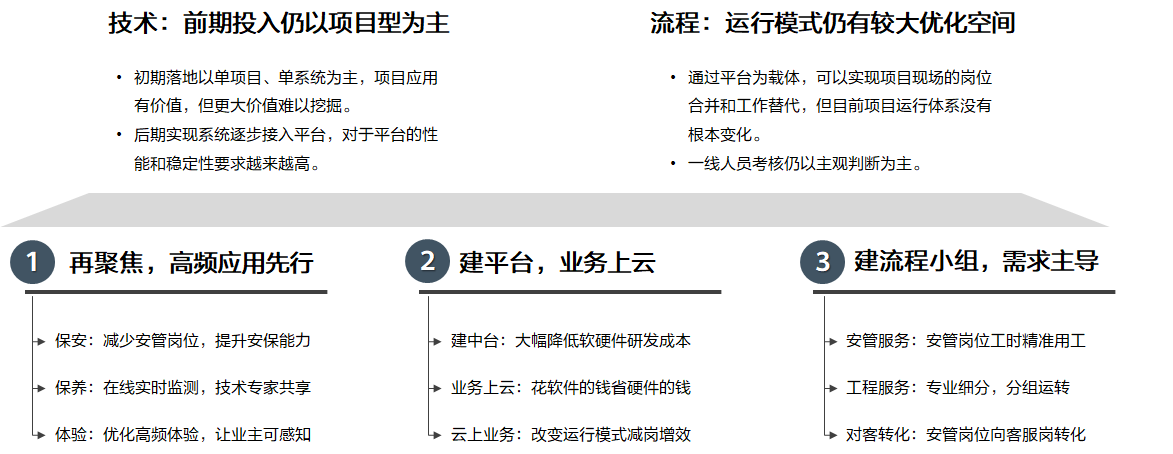 技术：前期投入仍以项目型为主
• 初期落地以单项目、单系统为主，项目应用
有价值，但更大价值难以挖掘。
• 后期实现系统逐步接入平台，对于平台的性
能和稳定性要求越来越高。
流程：运行模式仍有较大优化空间
• 通过平台为载体，可以实现项目现场的岗位
合并和工作替代，但目前项目运行体系没有
根本变化。
• 一线人员考核仍以主观判断为主。
1 再聚焦，高频应用先行
保安：减少安管岗位，提升安保能力
保养：在线实时监测，技术专家共享
体验：优化高频体验，让业主可感知
2 建平台，业务上云
建中台：大幅降低软硬件研发成本
业务上云：花软件的钱省硬件的钱
云上业务：改变运行模式减岗增效
3 建流程小组，需求主导
安管服务：安管岗位工时精准用工
工程服务：专业细分，分组运转
对客转化：安管岗位向客服岗转化